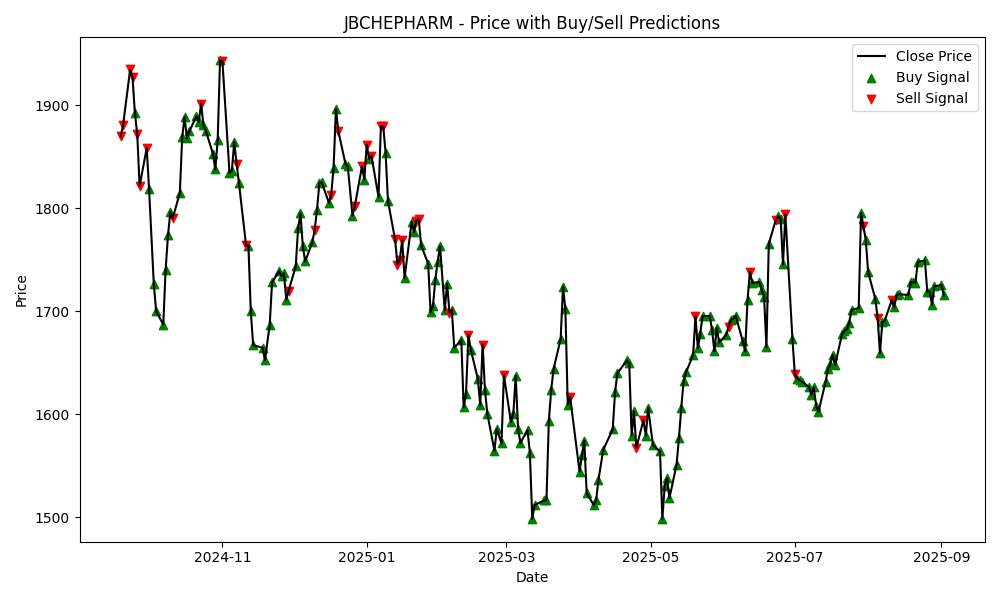 JBCHEPHARM - Price with Buy/Sell Predictions
Close Price
Buy Signal
Sell Signal
Price
1900
1800
1700
1600
1500
2024-11 2025-01 2025-03 2025-05 2025-07 2025-09
Date